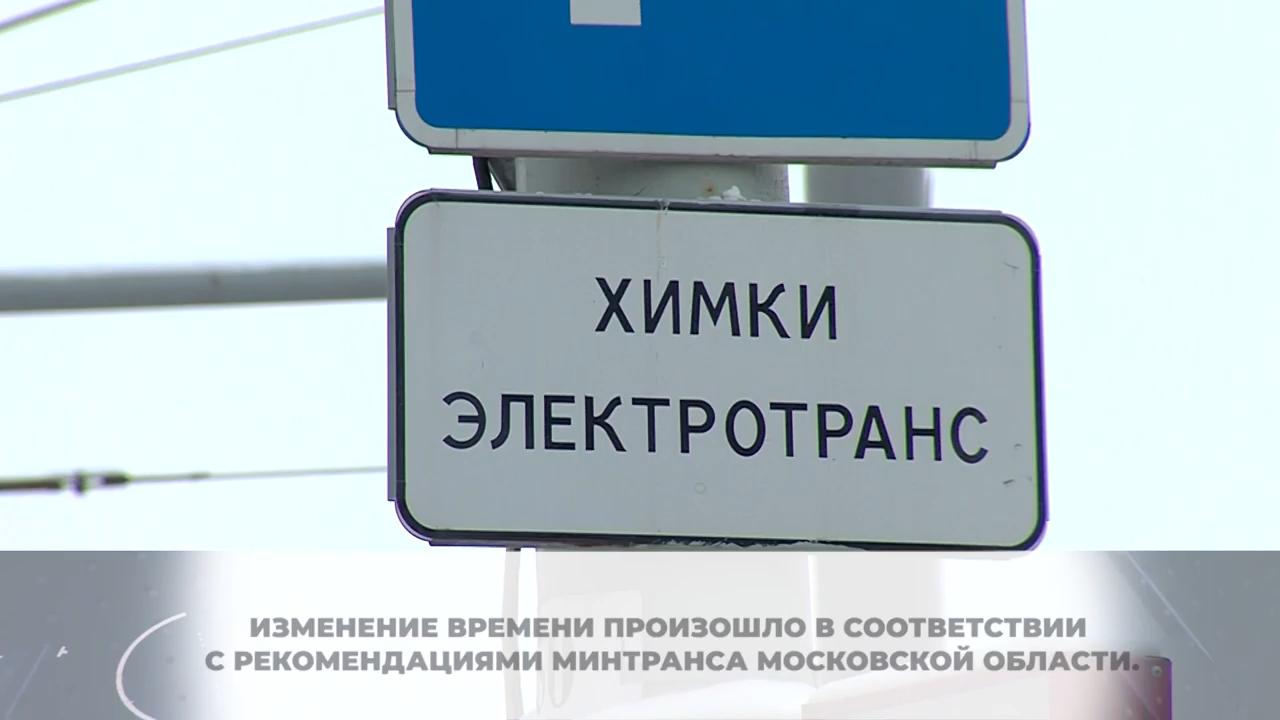 ХИМКИ
ЭЛЕКТРОТРАНС
ИЗМЕНЕНИЕ ВРЕМЕНИ ПРОИЗОШЛО В СООТВЕТСТВИИ
С РЕКОМЕНДАЦИЯМИ МИНТРАНСА МОСКОВСКОЙ ОБЛАСТИ.